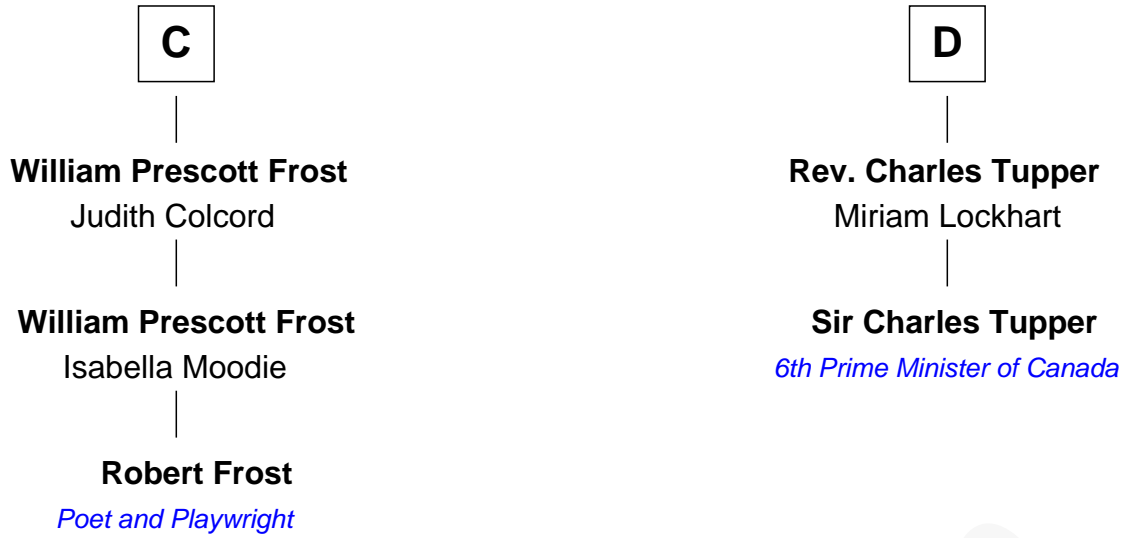 C
William Prescott Frost
Judith Colcord
William Prescott Frost
Isabella Moodie
Robert Frost
Poet and Playwright
D
Rev. Charles Tupper
Miriam Lockhart
Sir Charles Tupper
6th Prime Minister of Canada